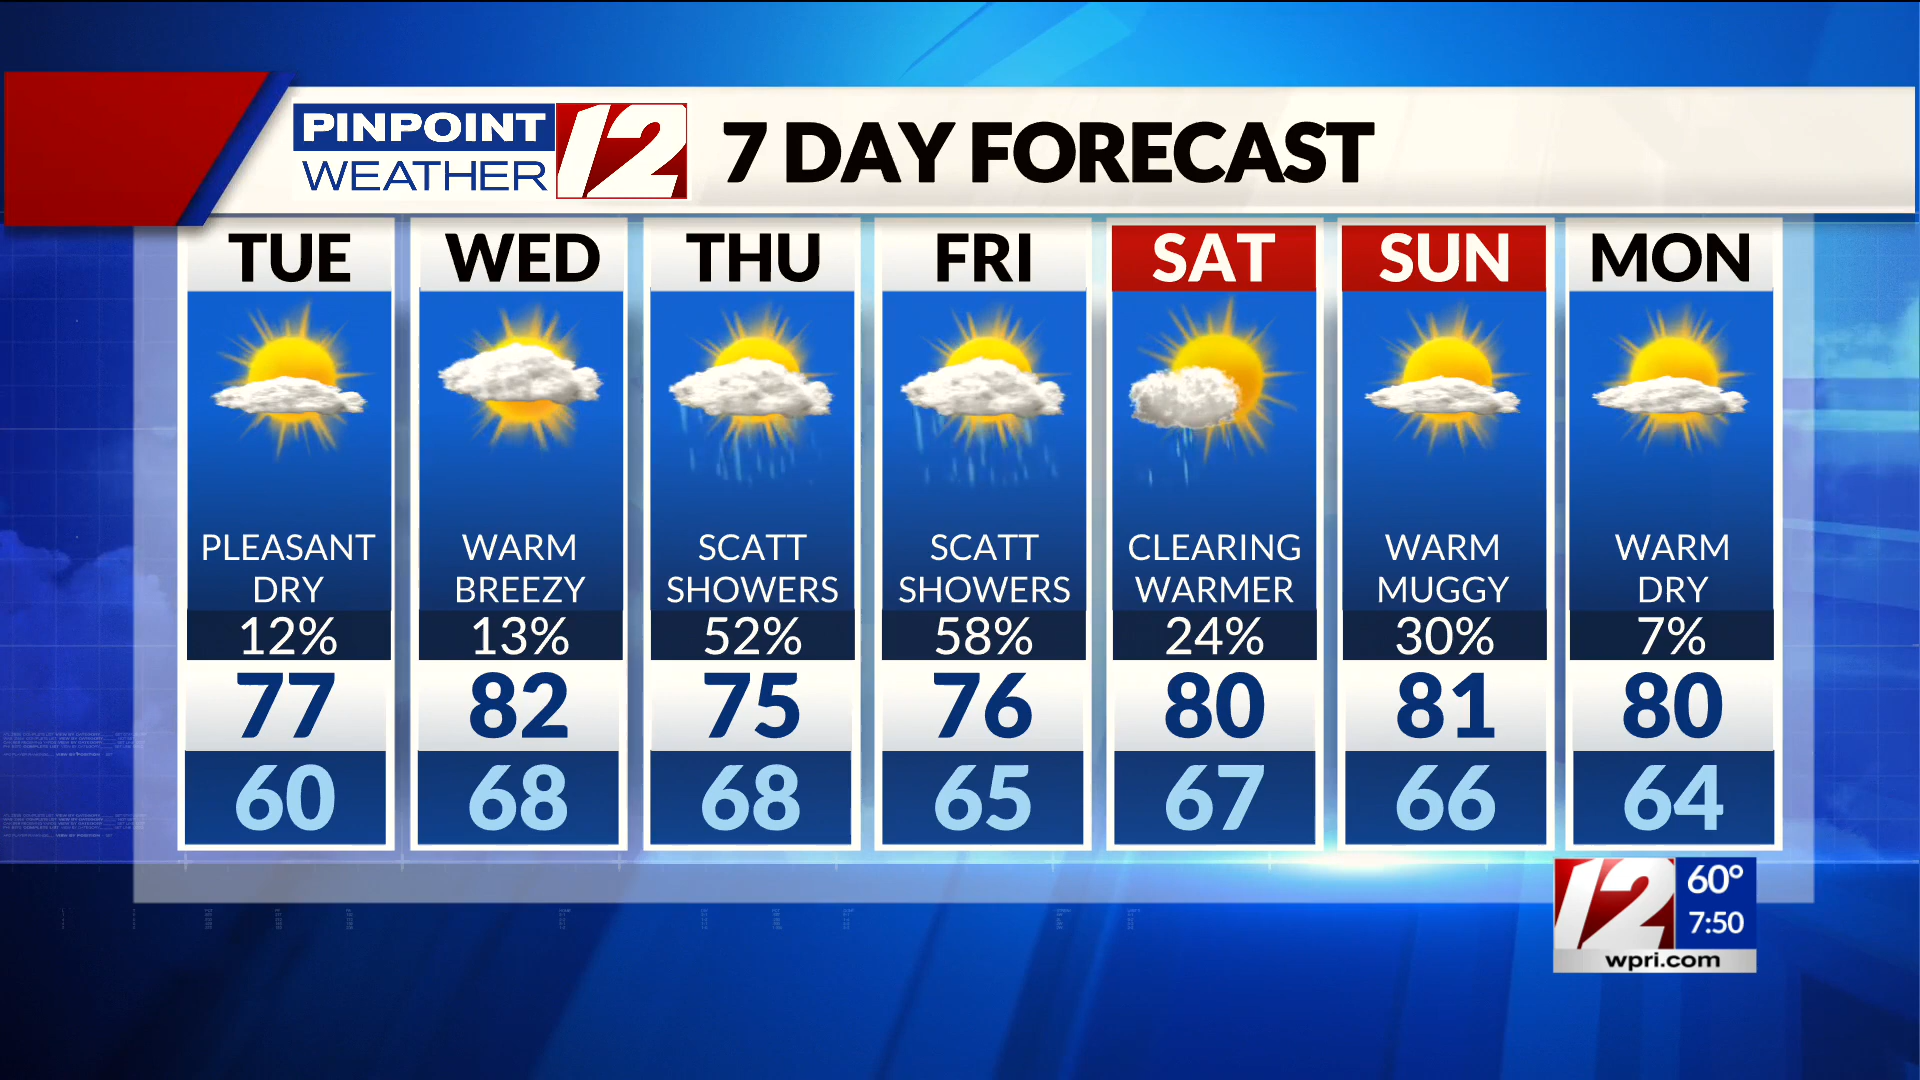 PINPOINT
WEATHER
12
7 DAY FORECAST
TUE WED THU FRI SAT SUN MON
PLEASANT WARM SCATT SCATT CLEARING WARM WARM
DRY BREEZY SHOWERS SHOWERS WARMER MUGGY DRY
12% 13% 52% 58% 24% 30% 7%
77 82 75 76 80 81 80
60 68 68 65 67 66 64
12
60°
7:50
wpri.com